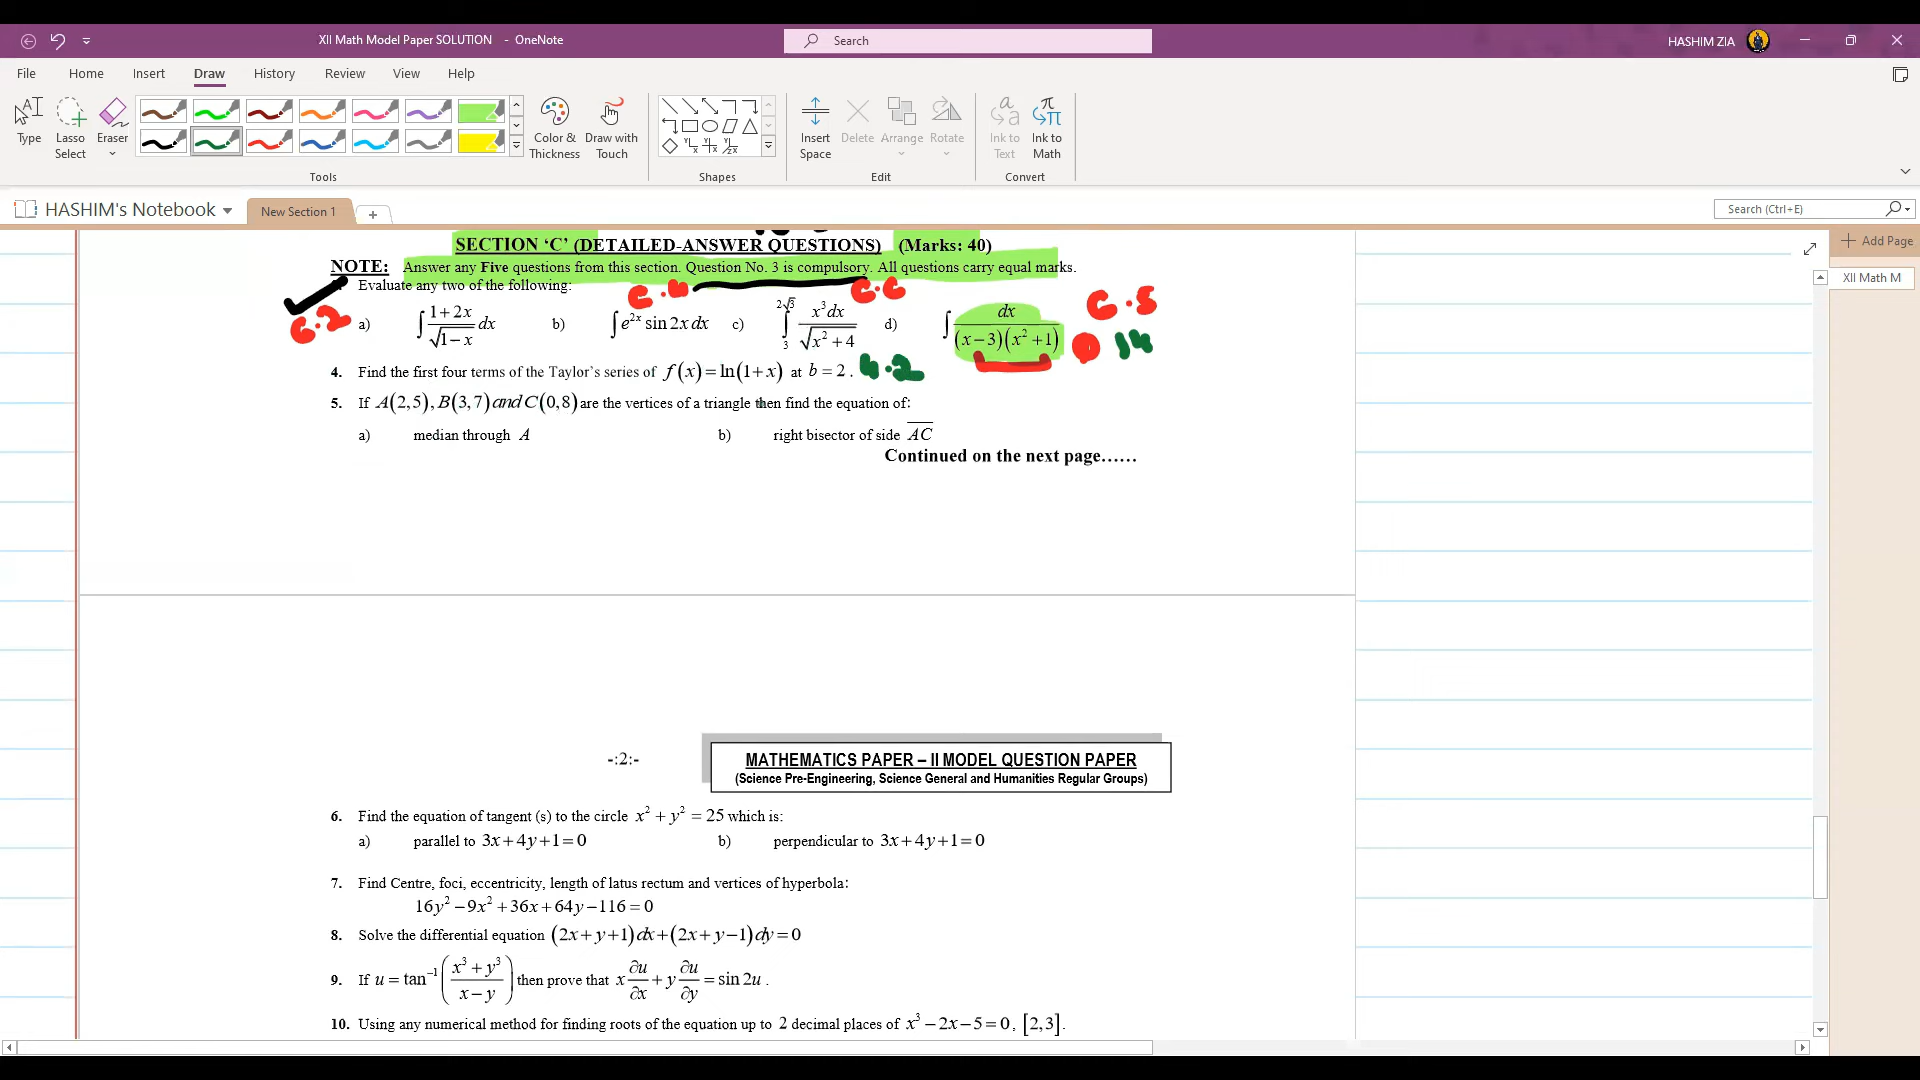 XII Math Model Paper SOLUTION - OneNote
Search
HASHIM ZIA
File Home Insert Draw History Review View Help
Type
Lasso Select
Eraser
Color & Thickness
Draw with Touch
Insert Space
Delete
Arrange
Rotate
Ink to Text
Ink to Math
Tools Shapes Edit Convert
HASHIM's Notebook
New Section 1
Search (Ctrl+E)
Add Page
XII Math M
SECTION ‘C’ (DETAILED-ANSWER QUESTIONS) (Marks: 40)
NOTE: Answer any Five questions from this section. Question No. 3 is compulsory. All questions carry equal marks.
Evaluate any two of the following:
6.2 a) ∫ (1+2x)/√(1−x) dx b) ∫ e^{2x} sin 2x dx 6.4 c) ∫_{3}^{2√3} x³dx/√(x²+4) 6.6 d) ∫ dx/((x−3)(x²+1)) 6.5
14
4. Find the first four terms of the Taylor's series of f(x)=ln(1+x) at b=2. 4.2
5. If A(2,5), B(3,7) and C(0,8) are the vertices of a triangle then find the equation of:
a) median through A b) right bisector of side A̅C̅
Continued on the next page……
-:2:-
MATHEMATICS PAPER – II MODEL QUESTION PAPER
(Science Pre-Engineering, Science General and Humanities Regular Groups)
6. Find the equation of tangent (s) to the circle x²+y²=25 which is:
a) parallel to 3x+4y+1=0 b) perpendicular to 3x+4y+1=0
7. Find Centre, foci, eccentricity, length of latus rectum and vertices of hyperbola:
16y²−9x²+36x+64y−116=0
8. Solve the differential equation (2x+y+1)dx+(2x+y−1)dy=0
9. If u=tan⁻¹((x³+y³)/(x−y)) then prove that x ∂u/∂x + y ∂u/∂y = sin 2u .
10. Using any numerical method for finding roots of the equation up to 2 decimal places of x³−2x−5=0, [2,3].